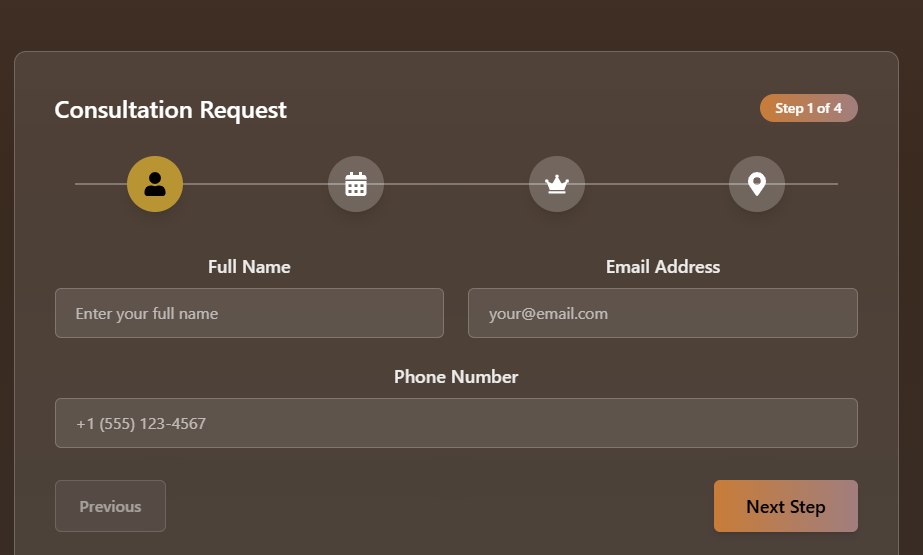 Consultation Request
Step 1 of 4
Full Name
Email Address
Enter your full name
your@email.com
Phone Number
+1 (555) 123-4567
Previous
Next Step